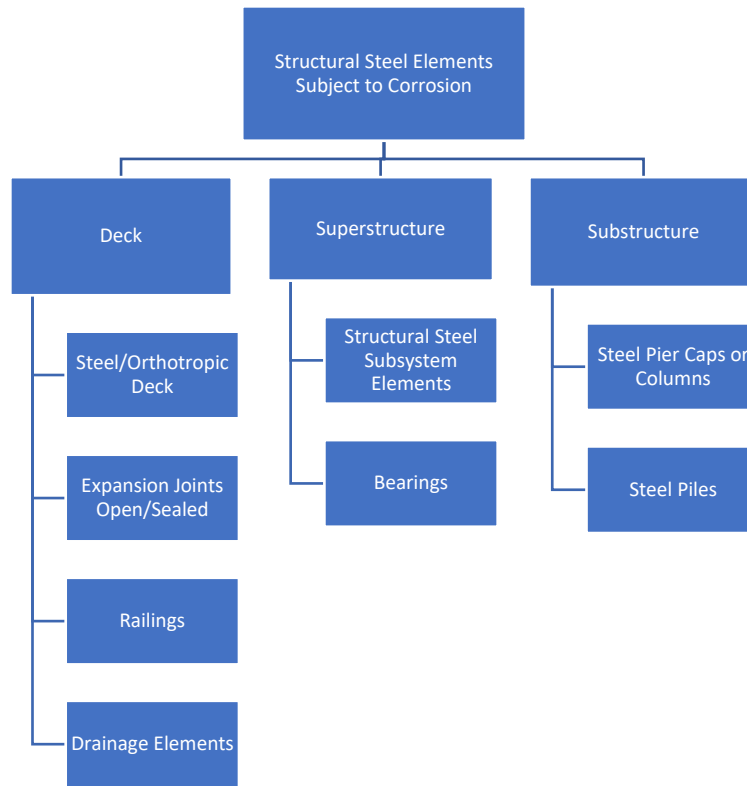 Structural Steel Elements
Subject to Corrosion
Deck
Superstructure
Substructure
Steel/Orthotropic
Deck
Structural Steel
Subsystem
Elements
Steel Pier Caps or
Columns
Expansion Joints
Open/Sealed
Bearings
Steel Piles
Railings
Drainage Elements